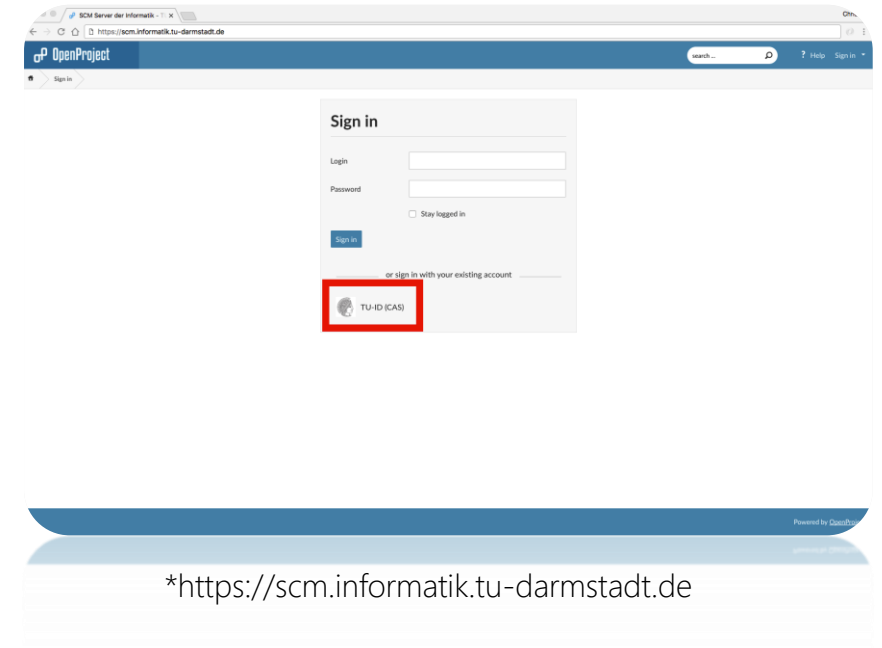 SCM Server der Informatik - T
https://scm.informatik.tu-darmstadt.de
OpenProject
search ...
? Help
Sign in
Sign in
Sign in
Login
Password
Stay logged in
Sign in
or sign in with your existing account
TU-ID (CAS)
Powered by
*https://scm.informatik.tu-darmstadt.de